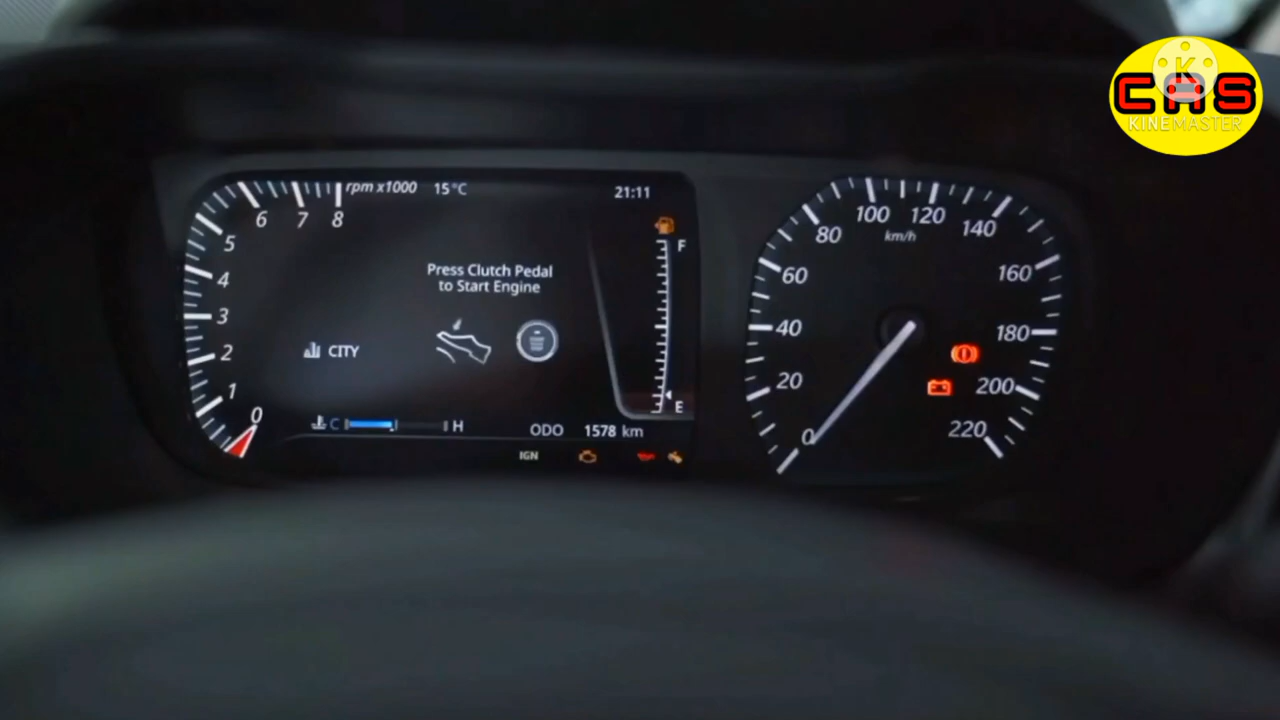 CAS
K
KINEMASTER
rpm x1000
15°C
21:11
6 7 8
5
4
3
2
1
0
F
Press Clutch Pedal
to Start Engine
CITY
E
C H
ODO 1578 km
IGN
0
20
40
60
80
100
120
140
160
180
200
220
km/h